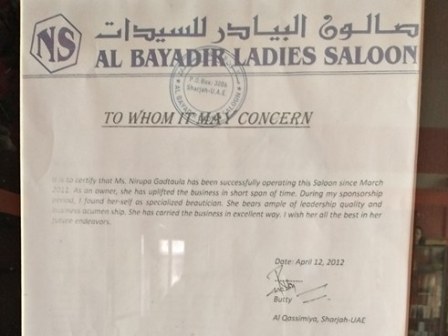 صالون البيادر للسيدات
NS
AL BAYADIR LADIES SALOON
P.O. Box: 3084
Sharjah-U.A.E.
TO WHOM IT MAY CONCERN
It is to certify that Ms. Nirupa Gadtaula has been successfully operating this Saloon since March
2011. As an owner, she has uplifted the business in short span of time. During my sponsorship
period, I found her-self as specialized beautician. She bears ample of leadership quality and
business acumen ship. She has carried the business in excellent way. I wish her all the best in her
future endeavors.
Date: April 12, 2012
Butty
Al Qassimiya, Sharjah-UAE